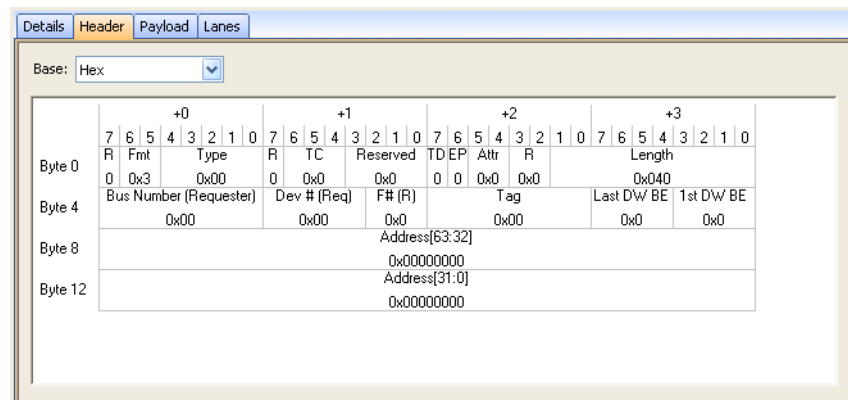 Details Header Payload Lanes
Base: Hex
+0 +1 +2 +3
7 6 5 4 3 2 1 0 7 6 5 4 3 2 1 0 7 6 5 4 3 2 1 0 7 6 5 4 3 2 1 0
Byte 0 R Fmt Type R TC Reserved TD EP Attr R Length
0 0x3 0x00 0 0x0 0x0 0 0 0x0 0x0 0x040
Byte 4 Bus Number (Requester) Dev # (Req) F# (R) Tag Last DW BE 1st DW BE
0x00 0x00 0x0 0x00 0x0 0x0
Byte 8 Address[63:32]
0x00000000
Byte 12 Address[31:0]
0x00000000